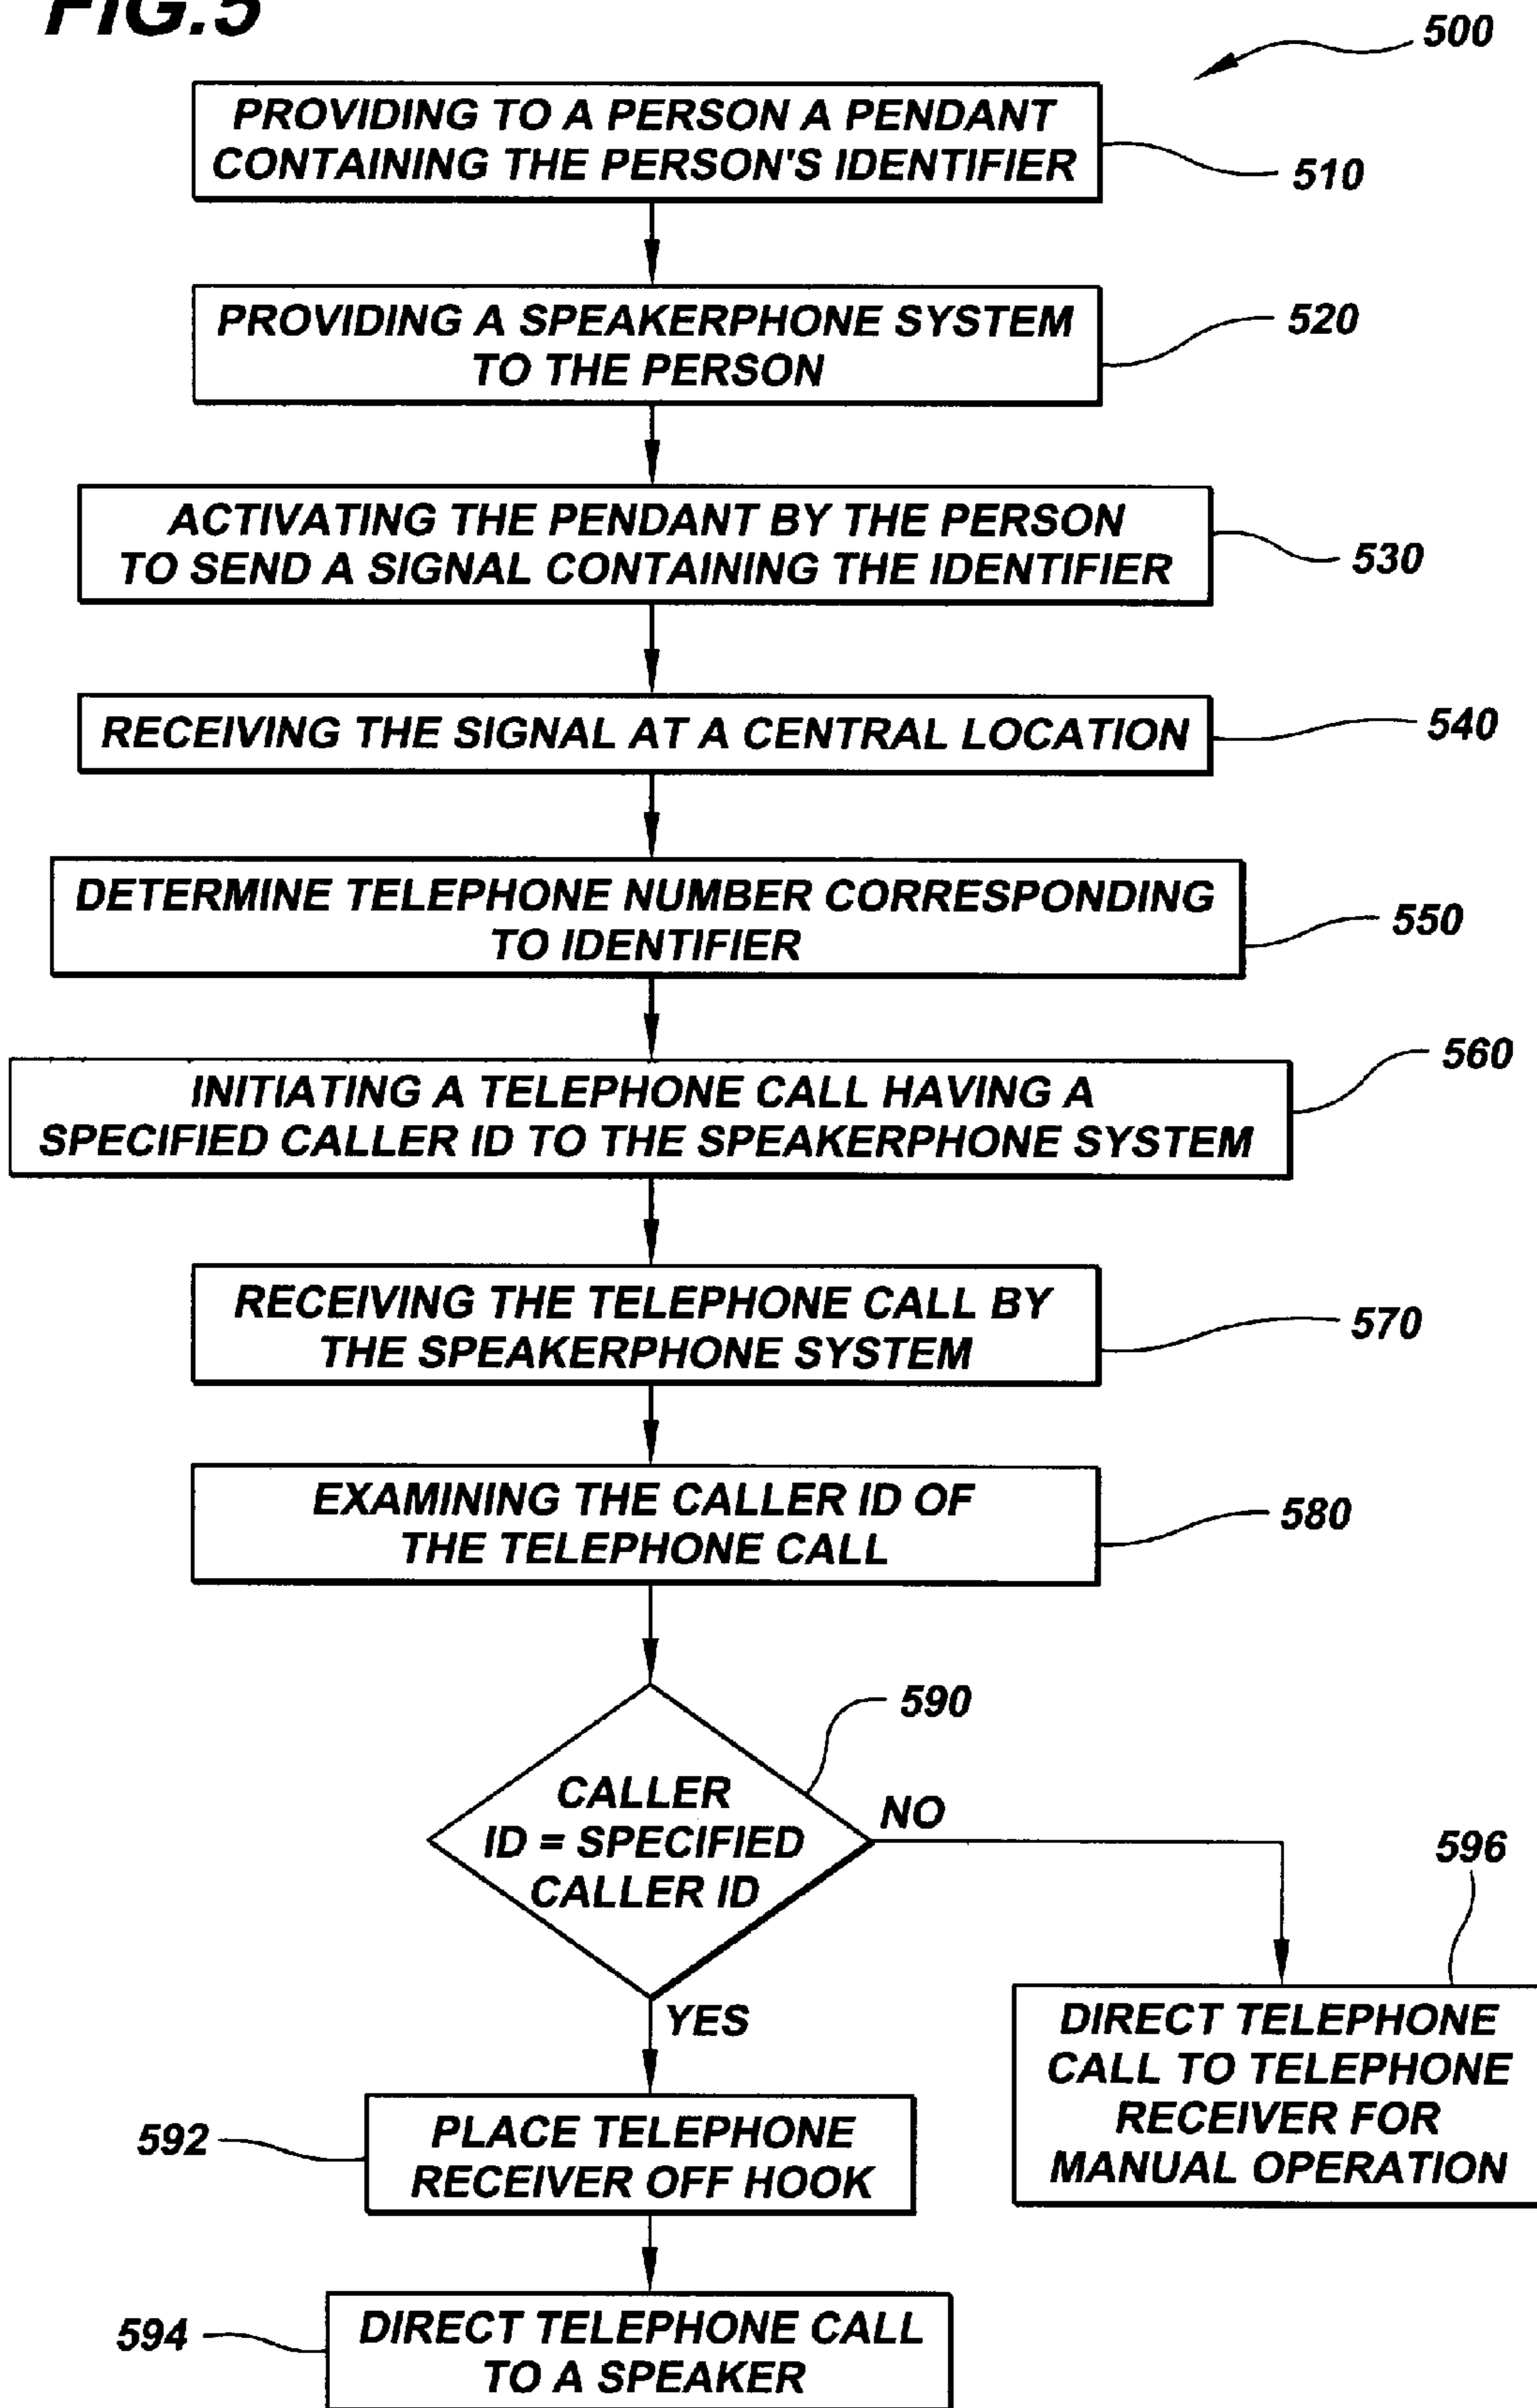 FIG.5
500
PROVIDING TO A PERSON A PENDANT
CONTAINING THE PERSON'S IDENTIFIER
510
PROVIDING A SPEAKERPHONE SYSTEM
TO THE PERSON
520
ACTIVATING THE PENDANT BY THE PERSON
TO SEND A SIGNAL CONTAINING THE IDENTIFIER
530
RECEIVING THE SIGNAL AT A CENTRAL LOCATION
540
DETERMINE TELEPHONE NUMBER CORRESPONDING
TO IDENTIFIER
550
INITIATING A TELEPHONE CALL HAVING A
SPECIFIED CALLER ID TO THE SPEAKERPHONE SYSTEM
560
RECEIVING THE TELEPHONE CALL BY
THE SPEAKERPHONE SYSTEM
570
EXAMINING THE CALLER ID OF
THE TELEPHONE CALL
580
590
CALLER
ID = SPECIFIED
CALLER ID
NO
YES
596
DIRECT TELEPHONE
CALL TO TELEPHONE
RECEIVER FOR
MANUAL OPERATION
592
PLACE TELEPHONE
RECEIVER OFF HOOK
594
DIRECT TELEPHONE CALL
TO A SPEAKER